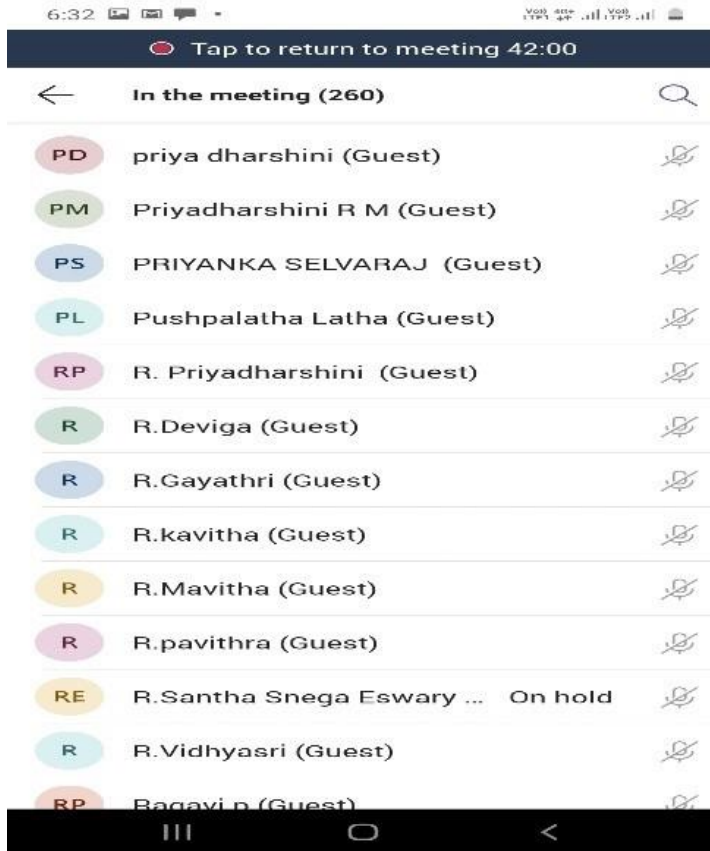 6:32
Tap to return to meeting 42:00
In the meeting (260)
PD priya dharshini (Guest)
PM Priyadharshini R M (Guest)
PS PRIYANKA SELVARAJ (Guest)
PL Pushpalatha Latha (Guest)
RP R. Priyadharshini (Guest)
R R.Deviga (Guest)
R R.Gayathri (Guest)
R R.kavitha (Guest)
R R.Mavitha (Guest)
R R.pavithra (Guest)
RE R.Santha Snega Eswary ... On hold
R R.Vidhyasri (Guest)
RP Ragavi p (Guest)